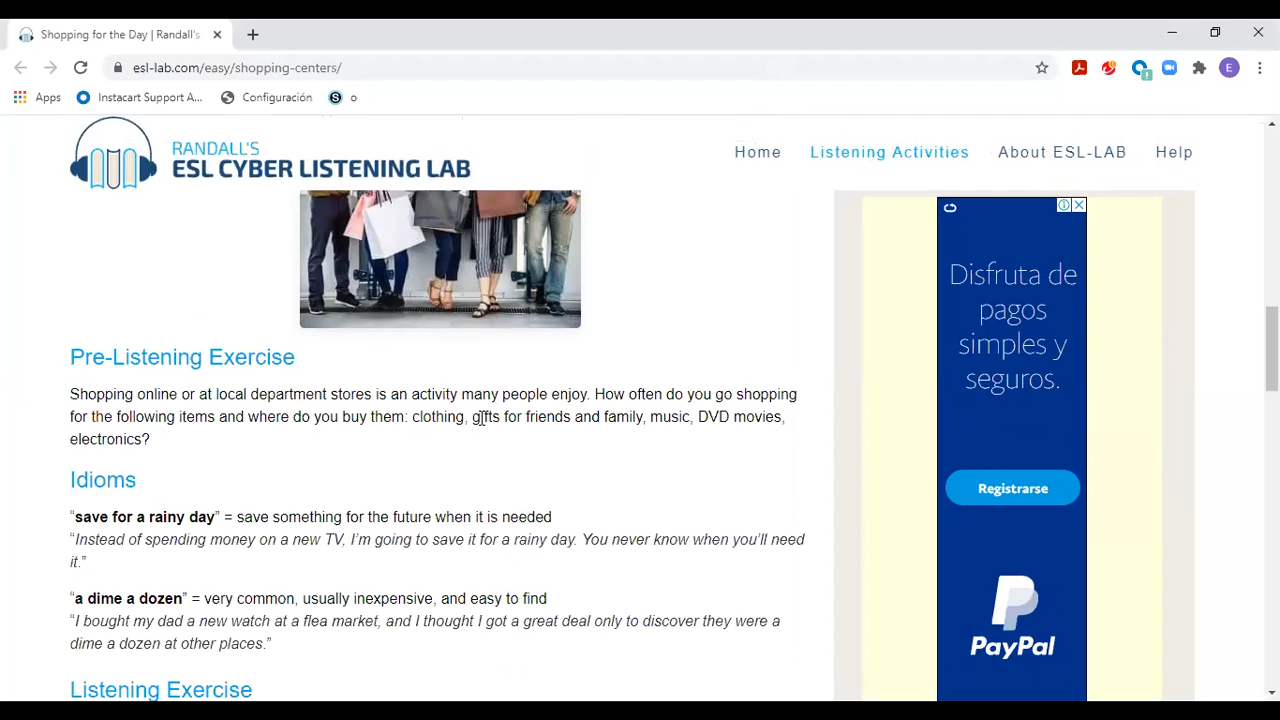 Shopping for the Day | Randall's
esl-lab.com/easy/shopping-centers/
E
Apps
Instacart Support A...
Configuración
S
o
RANDALL'S
ESL CYBER LISTENING LAB
Home
Listening Activities
About ESL-LAB
Help
Pre-Listening Exercise
Shopping online or at local department stores is an activity many people enjoy. How often do you go shopping
for the following items and where do you buy them: clothing, gifts for friends and family, music, DVD movies,
electronics?
Idioms
“save for a rainy day” = save something for the future when it is needed
“Instead of spending money on a new TV, I’m going to save it for a rainy day. You never know when you’ll need
it.”
“a dime a dozen” = very common, usually inexpensive, and easy to find
“I bought my dad a new watch at a flea market, and I thought I got a great deal only to discover they were a
dime a dozen at other places.”
Listening Exercise
Disfruta de
pagos
simples y
seguros.
Registrarse
PayPal